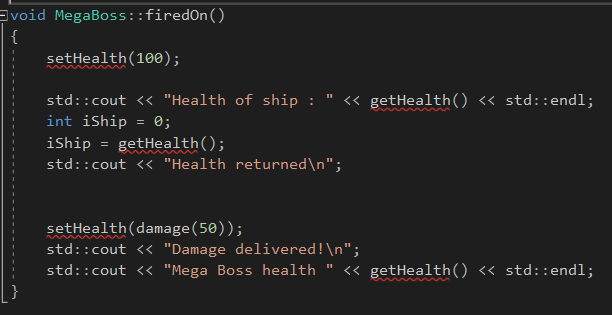 void MegaBoss::firedOn()
{
setHealth(100);
std::cout << "Health of ship : " << getHealth() << std::endl;
int iShip = 0;
iShip = getHealth();
std::cout << "Health returned\n";
setHealth(damage(50));
std::cout << "Damage delivered!\n";
std::cout << "Mega Boss health " << getHealth() << std::endl;
}